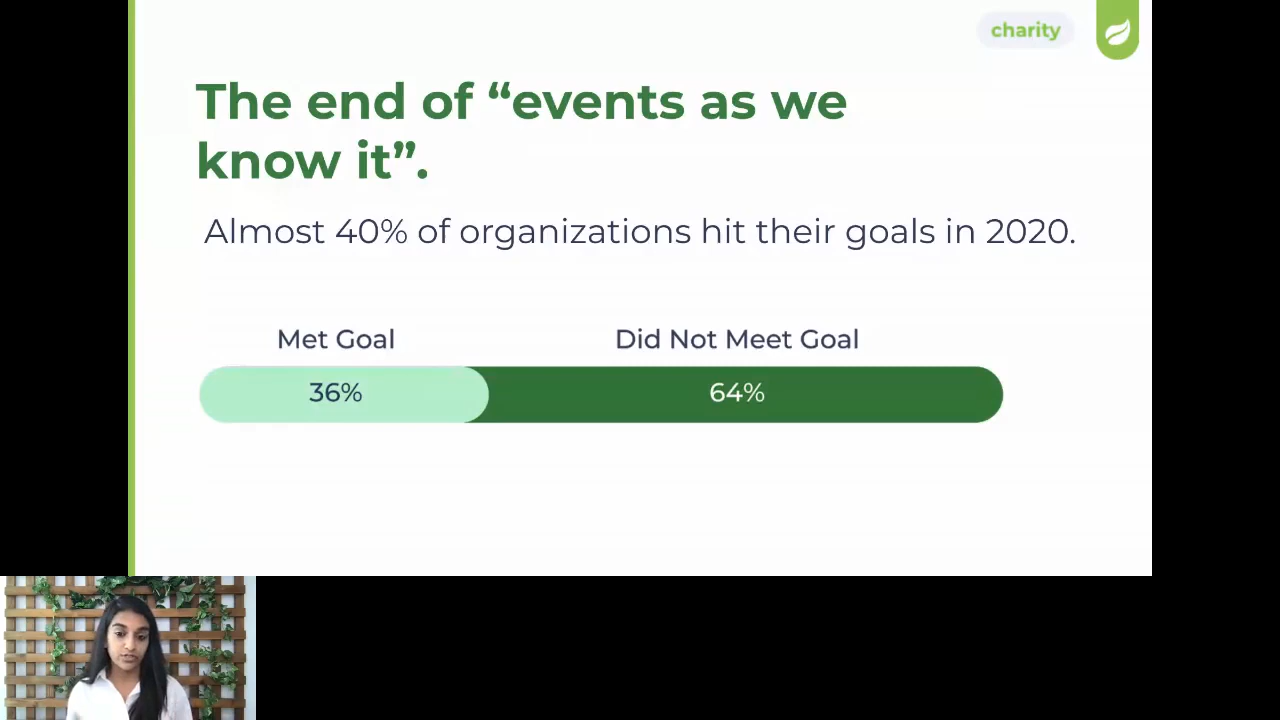 charity
The end of “events as we
know it”.
Almost 40% of organizations hit their goals in 2020.
Met Goal
Did Not Meet Goal
36%
64%